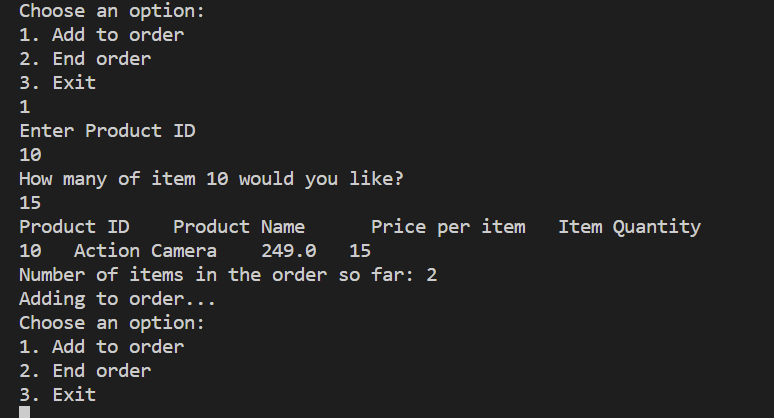 Choose an option:
1. Add to order
2. End order
3. Exit
1
Enter Product ID
10
How many of item 10 would you like?
15
Product ID    Product Name      Price per item   Item Quantity
10   Action Camera    249.0   15
Number of items in the order so far: 2
Adding to order...
Choose an option:
1. Add to order
2. End order
3. Exit